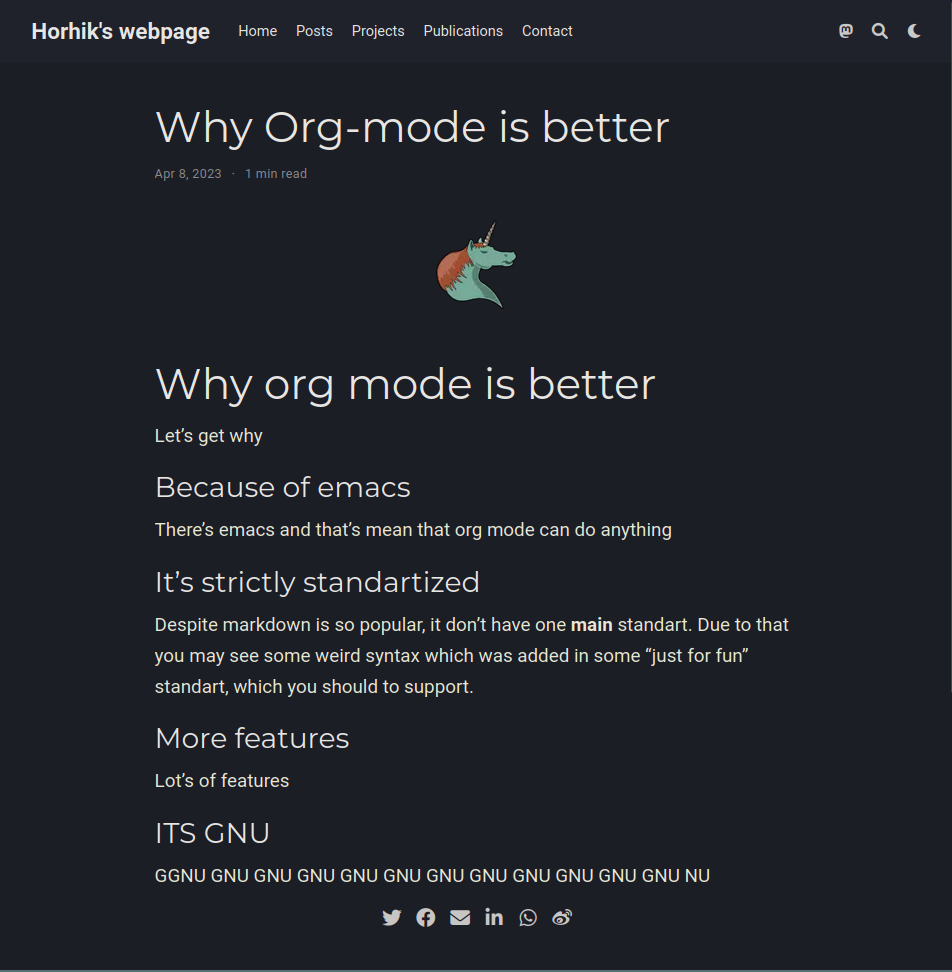 Horhik's webpage Home Posts Projects Publications Contact
Why Org-mode is better
Apr 8, 2023 · 1 min read
Why org mode is better
Let’s get why
Because of emacs
There’s emacs and that’s mean that org mode can do anything
It’s strictly standartized
Despite markdown is so popular, it don’t have one main standart. Due to that
you may see some weird syntax which was added in some “just for fun”
standart, which you should to support.
More features
Lot’s of features
ITS GNU
GGNU GNU GNU GNU GNU GNU GNU GNU GNU GNU GNU GNU NU